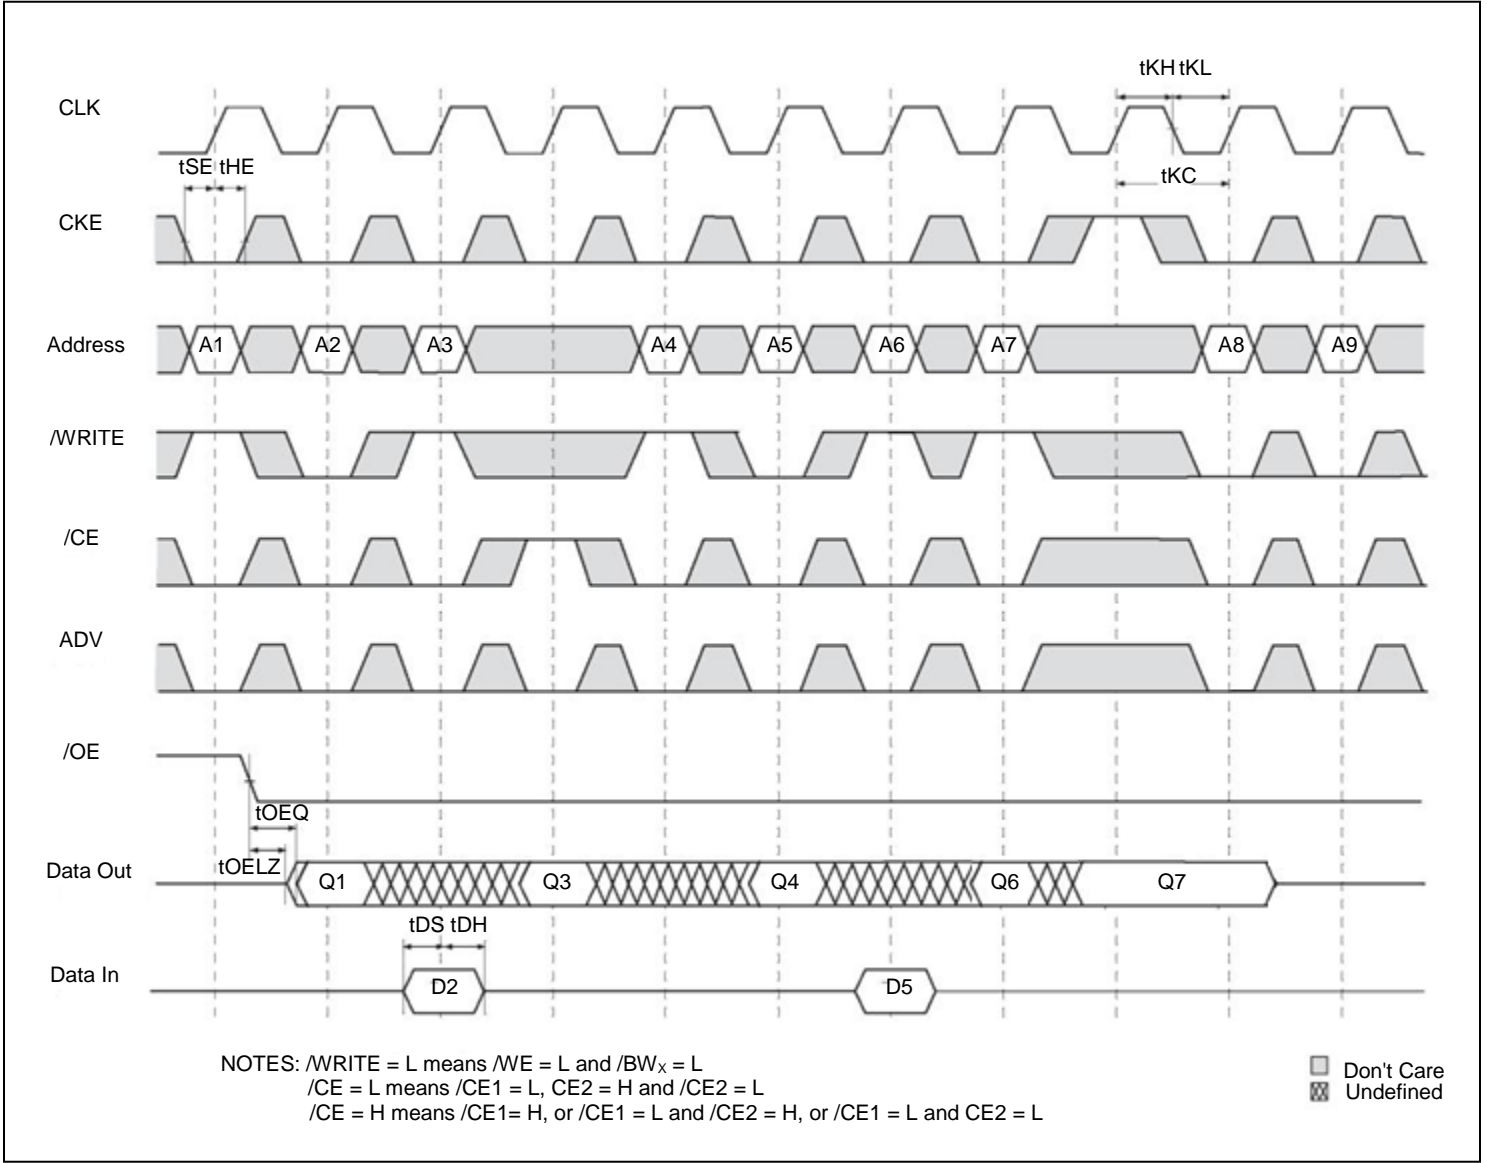 tKH tKL
CLK
tSE tHE
tKC
CKE
Address A1 A2 A3 A4 A5 A6 A7 A8 A9
/WRITE
/CE
ADV
/OE
tOEQ
tOELZ
Data Out Q1 Q3 Q4 Q6 Q7
tDS tDH
Data In D2 D5
NOTES: /WRITE = L means /WE = L and /BWX = L
/CE = L means /CE1 = L, CE2 = H and /CE2 = L
/CE = H means /CE1= H, or /CE1 = L and /CE2 = H, or /CE1 = L and CE2 = L
Don't Care
Undefined